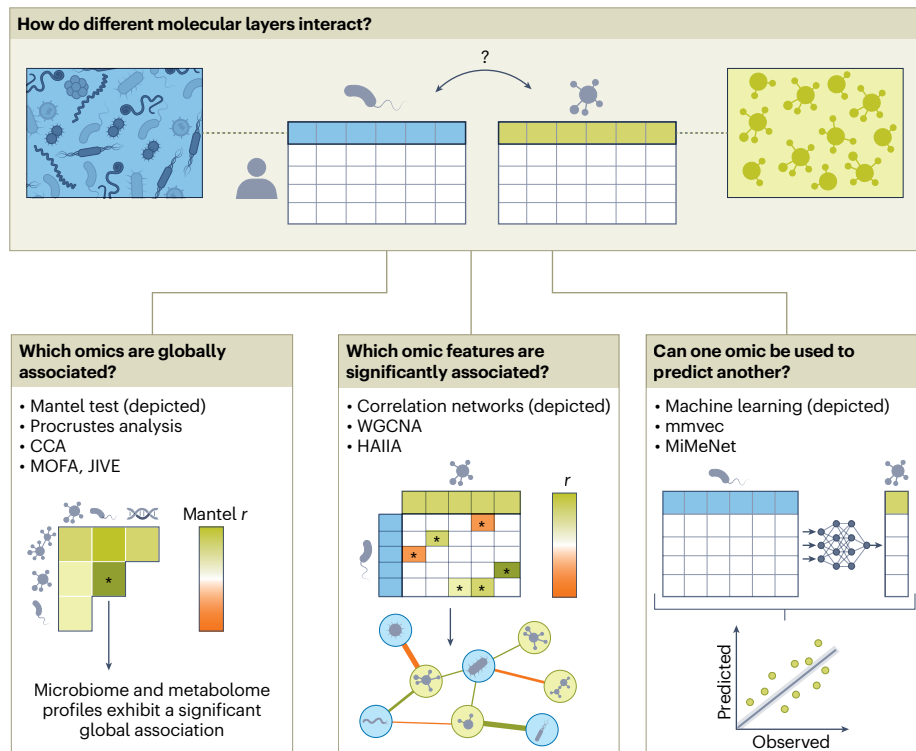 How do different molecular layers interact?
?
Which omics are globally
associated?
• Mantel test (depicted)
• Procrustes analysis
• CCA
• MOFA, JIVE
Mantel r
*
Microbiome and metabolome
profiles exhibit a significant
global association
Which omic features are
significantly associated?
• Correlation networks (depicted)
• WGCNA
• HAllA
r
*
*
*
*
* *
Can one omic be used to
predict another?
• Machine learning (depicted)
• mmvec
• MiMeNet
Predicted
Observed